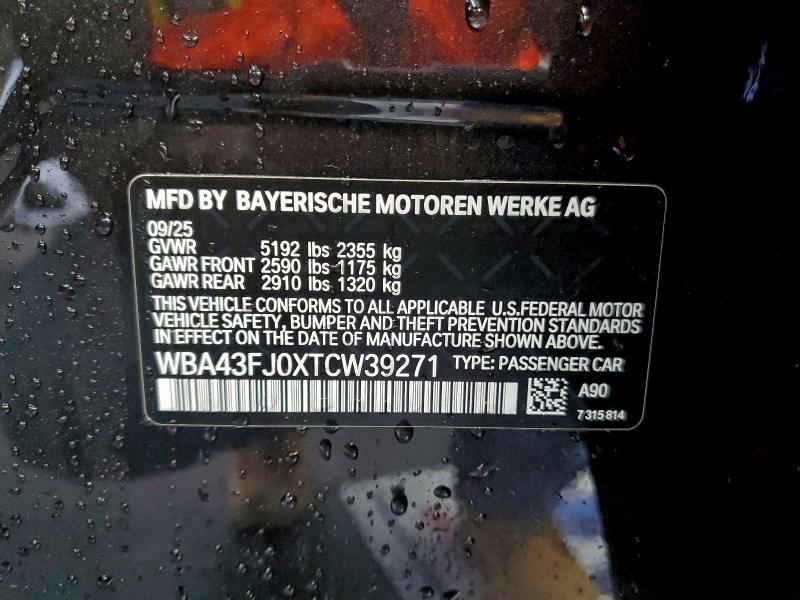 MFD BY BAYERISCHE MOTOREN WERKE AG
09/25
GVWR 5192 lbs 2355 kg
GAWR FRONT 2590 lbs 1175 kg
GAWR REAR 2910 lbs 1320 kg
THIS VEHICLE CONFORMS TO ALL APPLICABLE U.S.FEDERAL MOTOR
VEHICLE SAFETY, BUMPER AND THEFT PREVENTION STANDARDS
IN EFFECT ON THE DATE OF MANUFACTURE SHOWN ABOVE.
WBA43FJ0XTCW39271 TYPE: PASSENGER CAR
A90
7 315 814